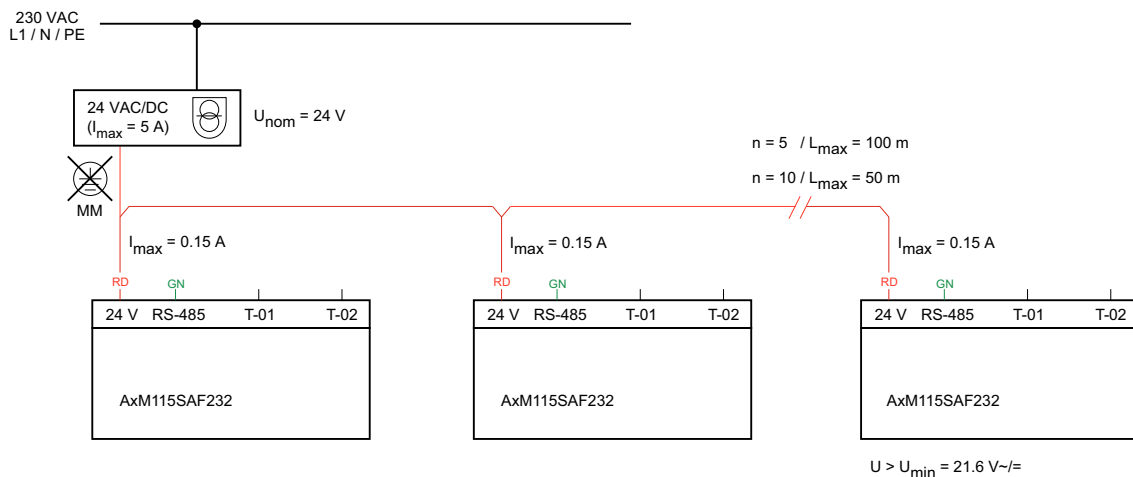 230 VAC
L1 / N / PE
24 VAC/DC
(Imax = 5 A)
Unom = 24 V
MM
n = 5 / Lmax = 100 m
n = 10 / Lmax = 50 m
Imax = 0.15 A
Imax = 0.15 A
Imax = 0.15 A
RD GN
RD GN
RD GN
24 V RS-485 T-01 T-02
24 V RS-485 T-01 T-02
24 V RS-485 T-01 T-02
AxM115SAF232
AxM115SAF232
AxM115SAF232
U > Umin = 21.6 V~/=